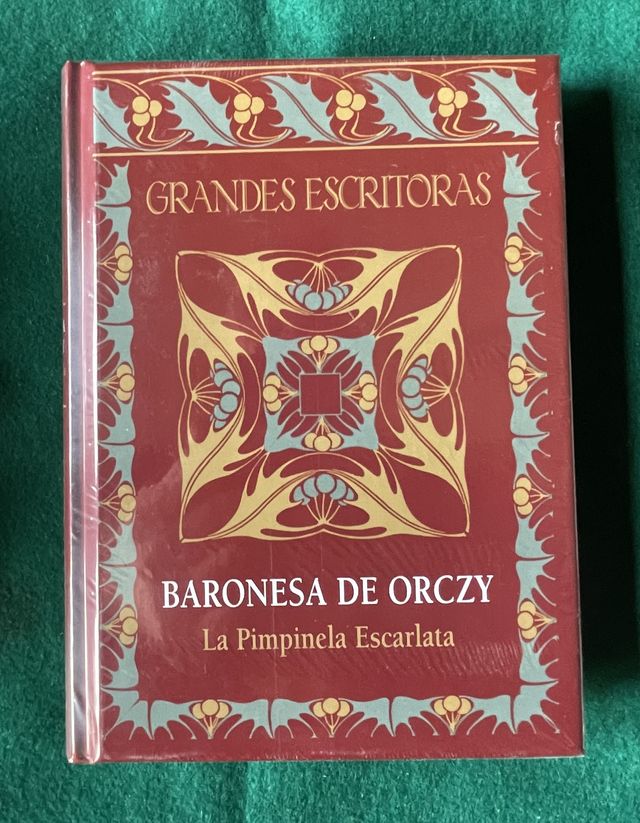 GRANDES ESCRITORAS
BARONESA DE ORCZY
La Pimpinela Escarlata